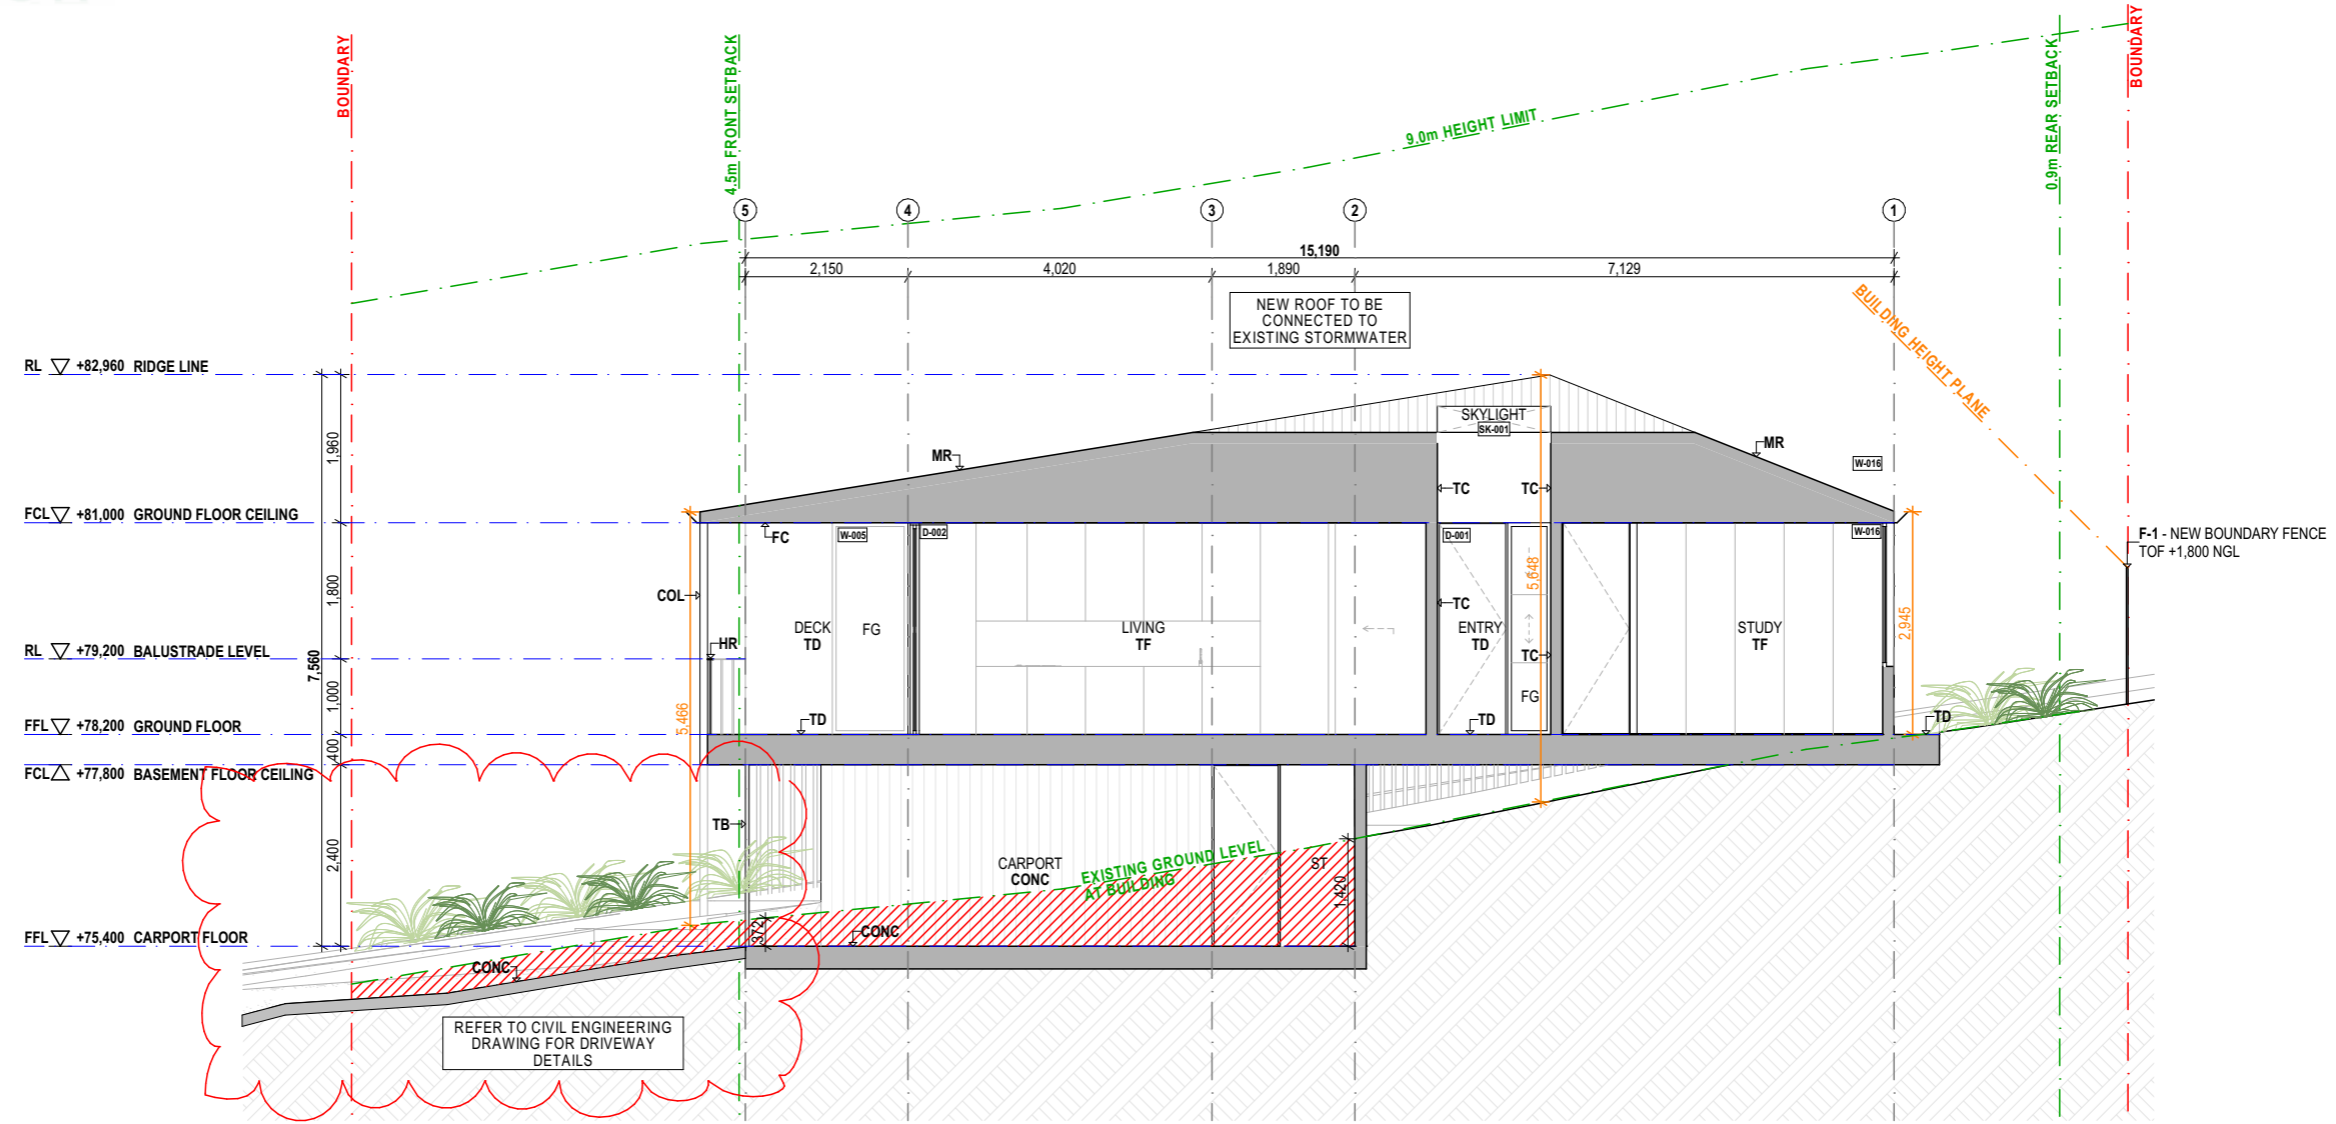 BOUNDARY
4.5m FRONT SETBACK
9.0m HEIGHT LIMIT
0.9m REAR SETBACK
BOUNDARY
5
4
3
2
1
15,190
2,150
4,020
1,890
7,129
NEW ROOF TO BE
CONNECTED TO
EXISTING STORMWATER
BUILDING HEIGHT PLANE
RL +82,960 RIDGE LINE
FCL +81,000 GROUND FLOOR CEILING
RL +79,200 BALUSTRADE LEVEL
FFL +78,200 GROUND FLOOR
FCL +77,800 BASEMENT FLOOR CEILING
FFL +75,400 CARPORT FLOOR
7,560
1,960
1,800
1,000
400
2,400
SKYLIGHT
SK-001
MR
MR
W-016
TC
TC
FC
W-005
D-002
D-001
W-016
F-1 - NEW BOUNDARY FENCE
TOF +1,800 NGL
COL
HR
DECK
TD
FG
LIVING
TF
TC
ENTRY
TD
TC
FG
STUDY
TF
5,648
2,945
5,466
TD
TD
TD
TB
CARPORT
CONC
EXISTING GROUND LEVEL
AT BUILDING
ST
1,420
372
CONC
CONC
REFER TO CIVIL ENGINEERING
DRAWING FOR DRIVEWAY
DETAILS